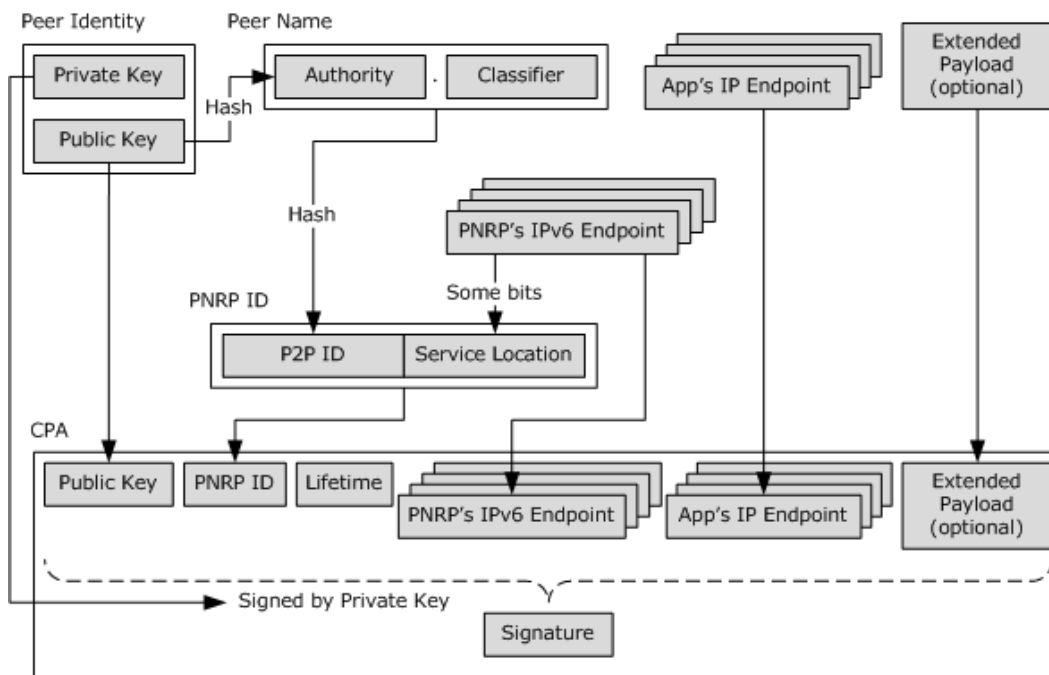 Peer Identity
Peer Name
Private Key
Authority
.
Classifier
App's IP Endpoint
Extended
Payload
(optional)
Hash
Public Key
Hash
PNRP's IPv6 Endpoint
Some bits
PNRP ID
P2P ID
Service Location
CPA
Public Key
PNRP ID
Lifetime
PNRP's IPv6 Endpoint
App's IP Endpoint
Extended
Payload
(optional)
Signed by Private Key
Signature